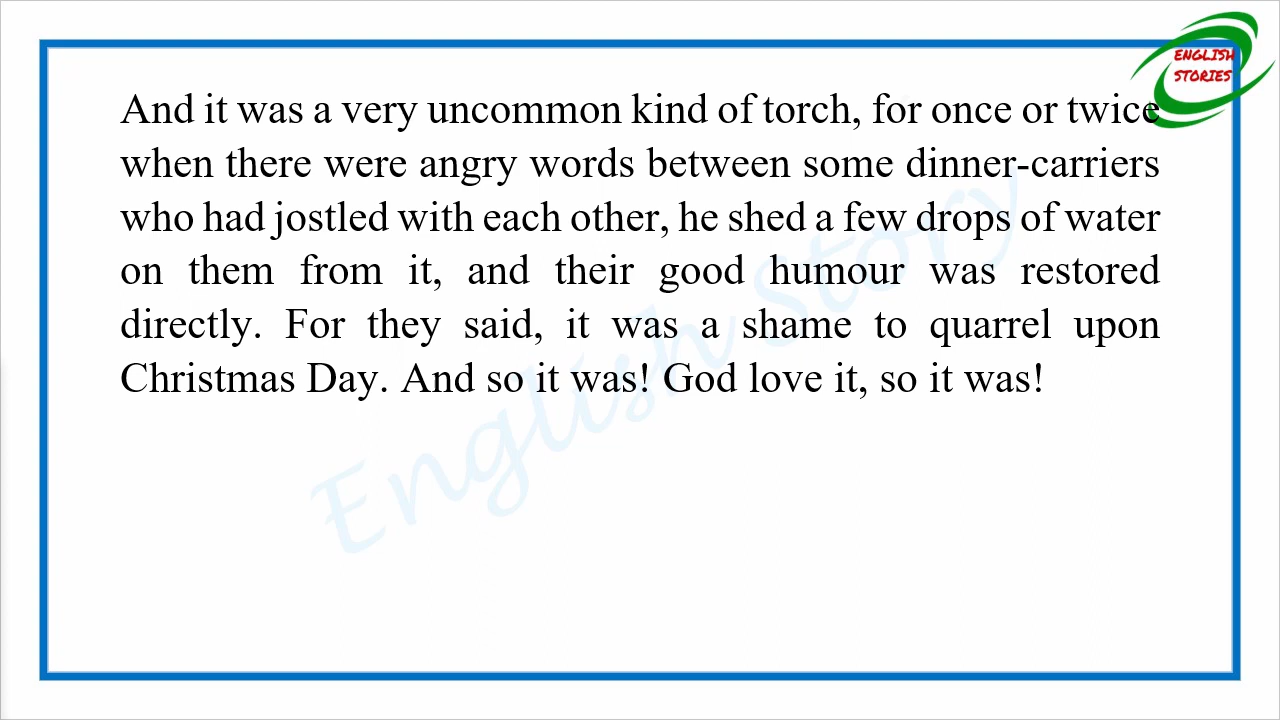 ENGLISH
STORIES
And it was a very uncommon kind of torch, for once or twice
when there were angry words between some dinner-carriers
who had jostled with each other, he shed a few drops of water
on them from it, and their good humour was restored
directly. For they said, it was a shame to quarrel upon
Christmas Day. And so it was! God love it, so it was!
English Story